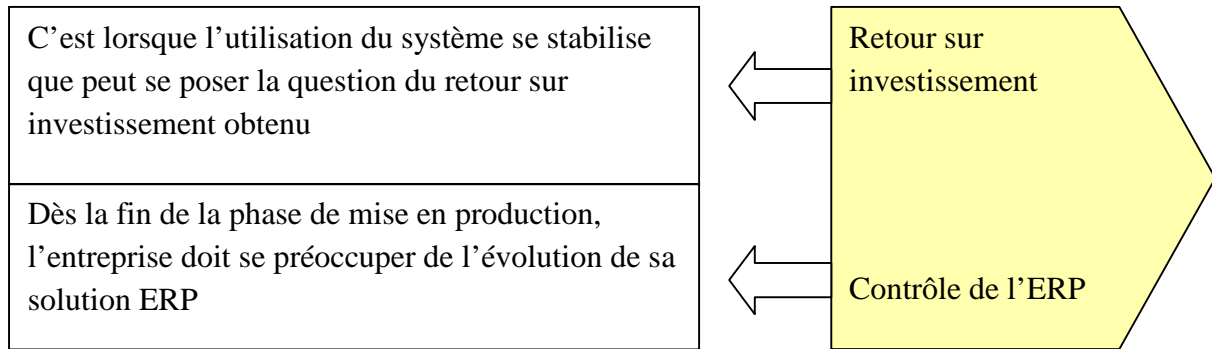 C’est lorsque l’utilisation du système se stabilise
que peut se poser la question du retour sur
investissement obtenu
Retour sur
investissement
Dès la fin de la phase de mise en production,
l’entreprise doit se préoccuper de l’évolution de sa
solution ERP
Contrôle de l’ERP